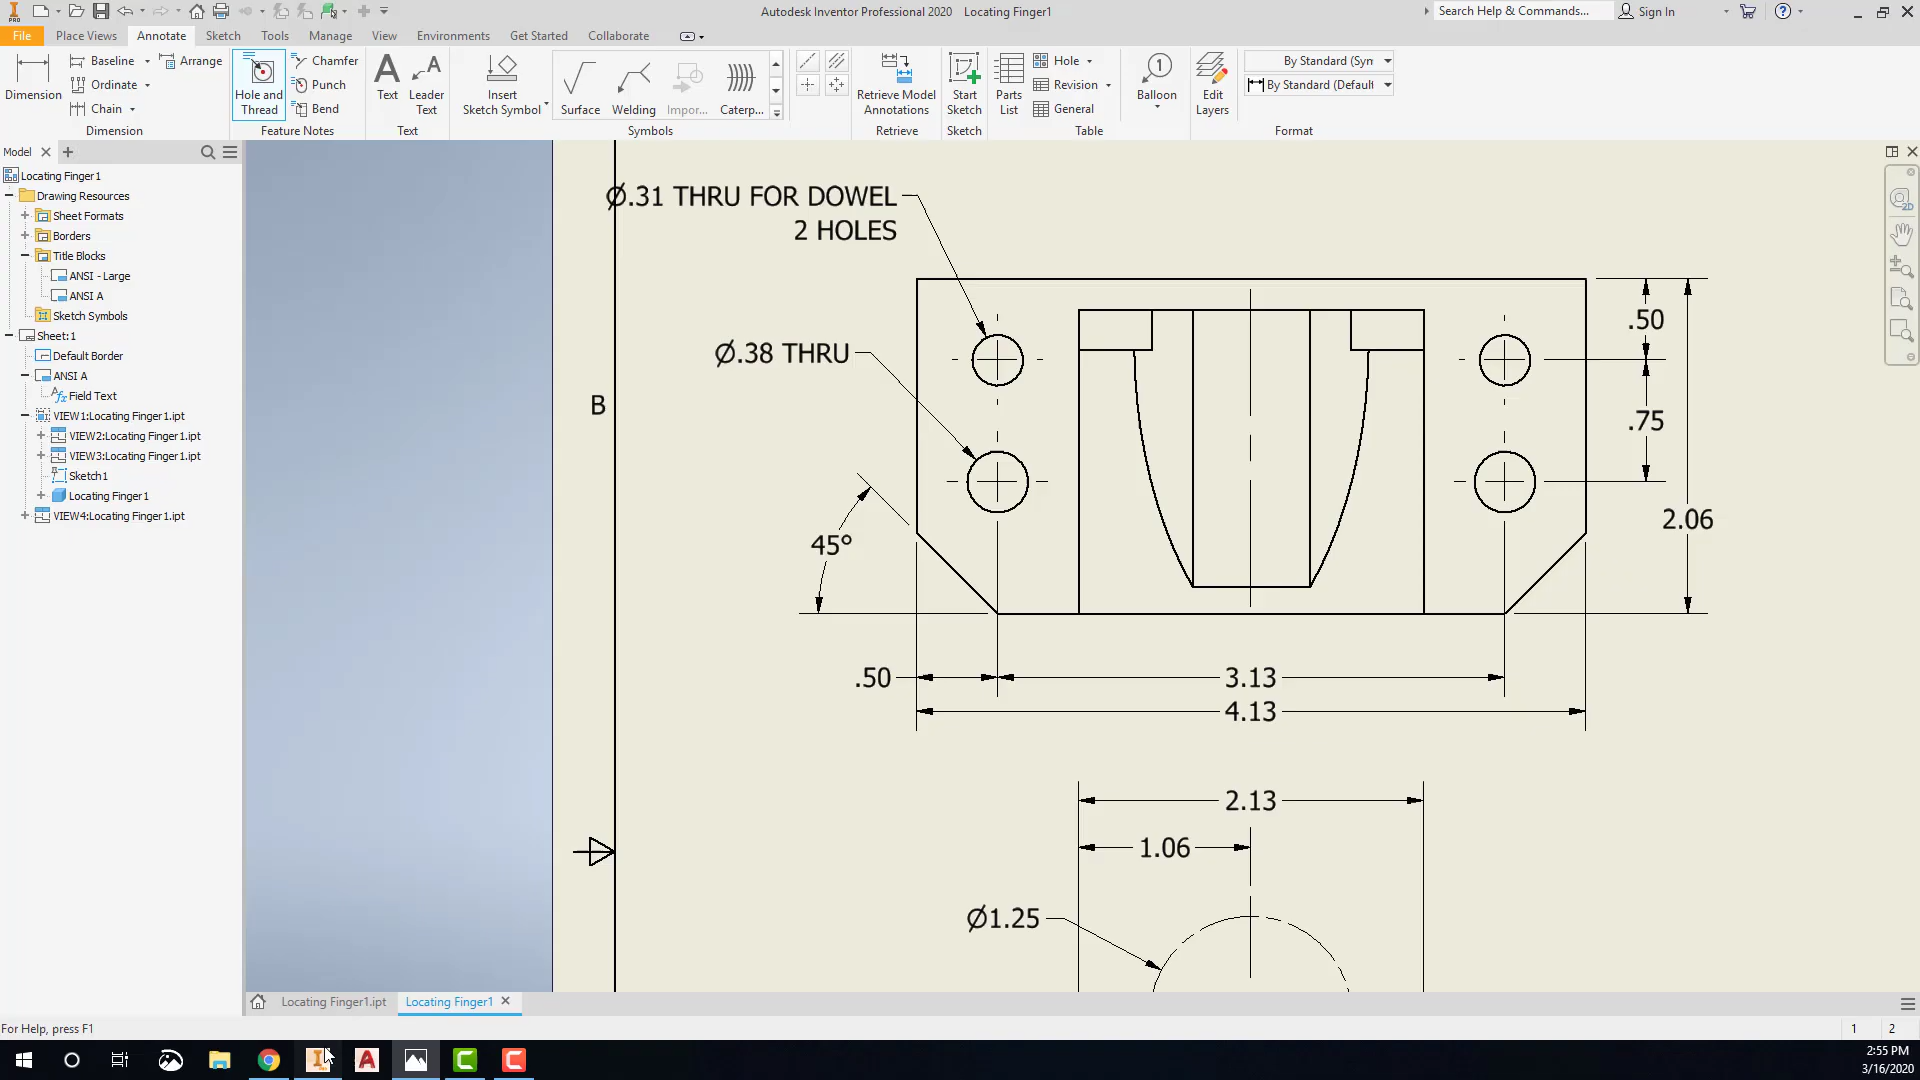 PRO
Autodesk Inventor Professional 2020 Locating Finger1
Search Help & Commands...
Sign In
File Place Views Annotate Sketch Tools Manage View Environments Get Started Collaborate
Dimension
Baseline
Ordinate
Chain
Arrange
Dimension
Hole and
Thread
Chamfer
Punch
Bend
Feature Notes
Text
Leader
Text
Text
Insert
Sketch Symbol
Surface
Welding
Impor...
Caterp...
Symbols
Retrieve Model
Annotations
Retrieve
Start
Sketch
Sketch
Parts
List
Hole
Revision
General
Table
1
Balloon
Edit
Layers
By Standard (Syn
By Standard (Default
Format
Model
Locating Finger1
Drawing Resources
Sheet Formats
Borders
Title Blocks
ANSI - Large
ANSI A
Sketch Symbols
Sheet:1
Default Border
ANSI A
Field Text
VIEW1:Locating Finger1.ipt
VIEW2:Locating Finger1.ipt
VIEW3:Locating Finger1.ipt
Sketch1
Locating Finger1
VIEW4:Locating Finger1.ipt
Ø.31 THRU FOR DOWEL
2 HOLES
Ø.38 THRU
B
45°
.50
.75
2.06
.50
3.13
4.13
2.13
1.06
Ø1.25
2D
Locating Finger1.ipt
Locating Finger1
For Help, press F1
1 2
2:55 PM
3/16/2020